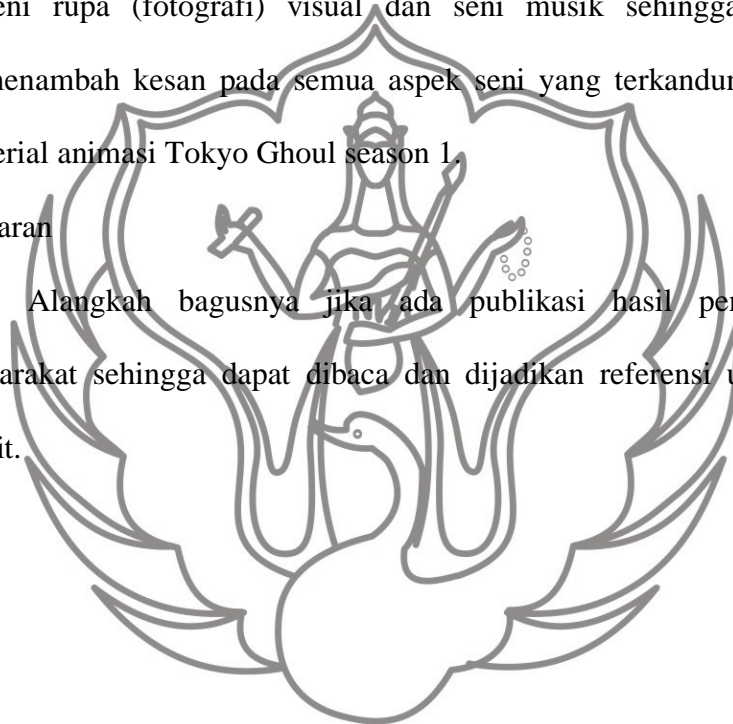 eni rupa (fotografi) visual dan seni musik sehingga
menambah kesan pada semua aspek seni yang terkandun
erial animasi Tokyo Ghoul season 1.
aran
Alangkah bagusnya jika ada publikasi hasil per
arakat sehingga dapat dibaca dan dijadikan referensi u
it.